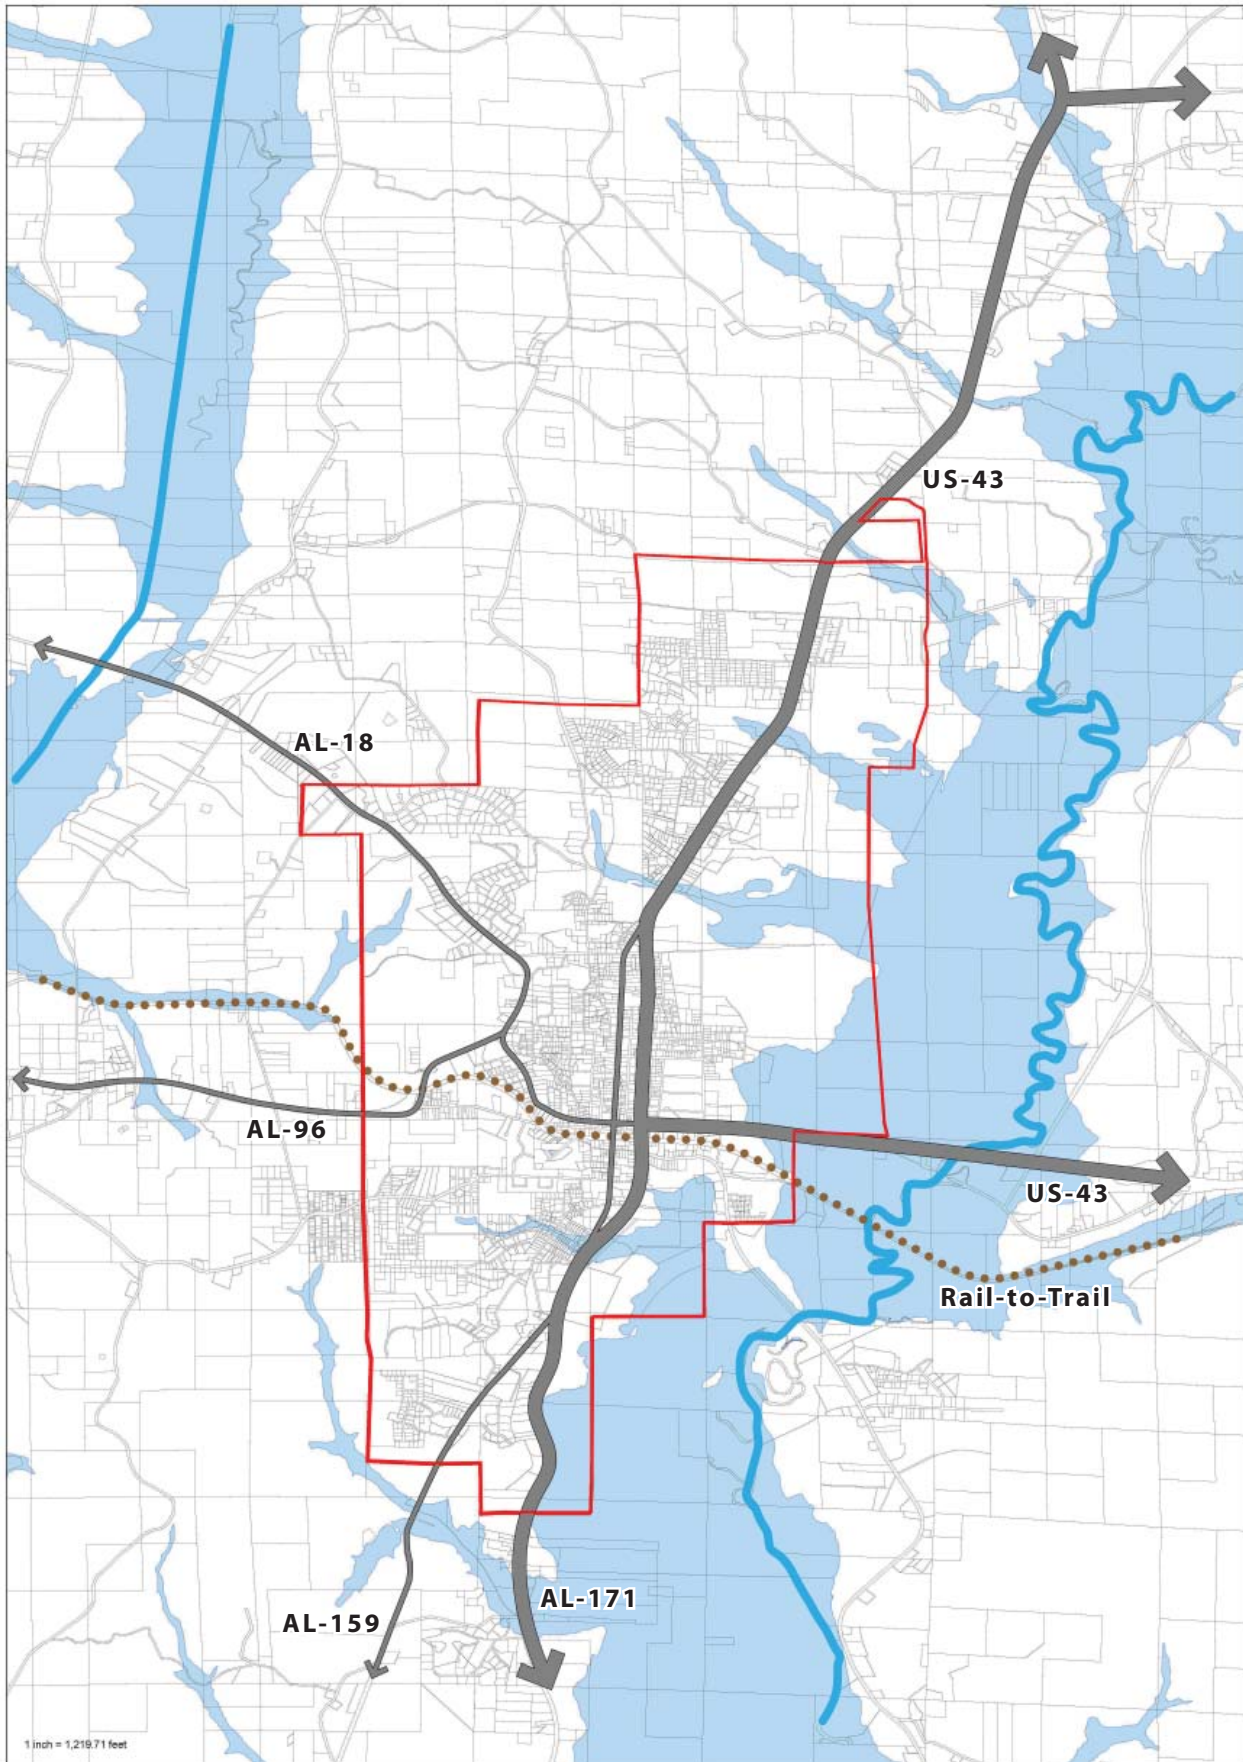 US-43
AL-18
AL-96
US-43
Rail-to-Trail
AL-171
AL-159
1 inch = 1,219.71 feet